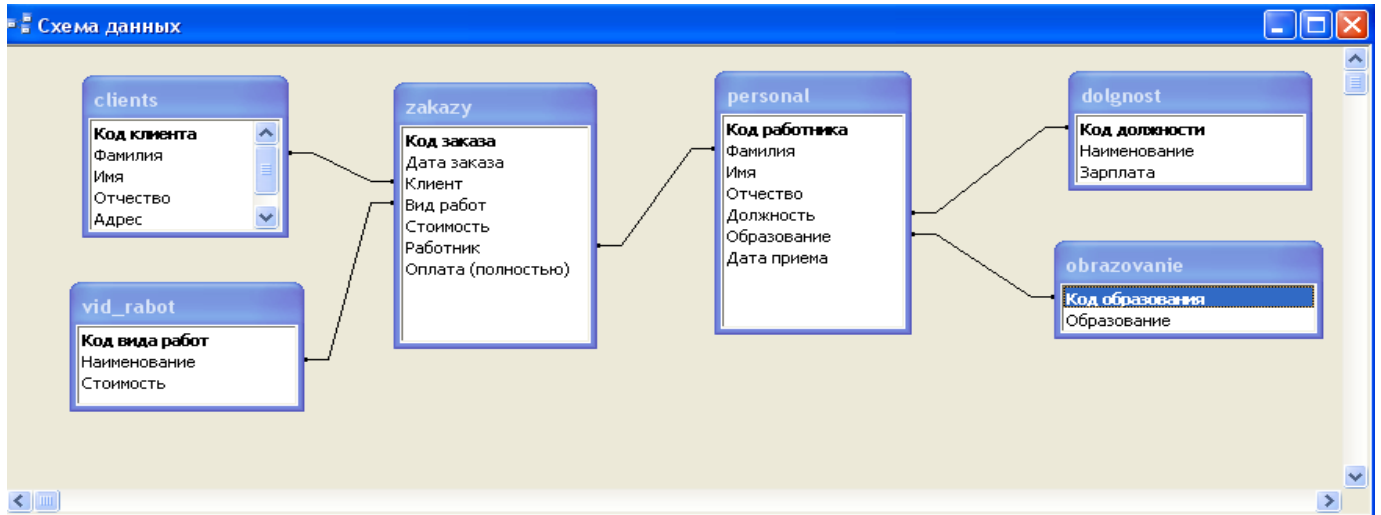 Схема данных
clients
Код клиента
Фамилия
Имя
Отчество
Адрес
zakazy
Код заказа
Дата заказа
Клиент
Вид работ
Стоимость
Работник
Оплата (полностью)
personal
Код работника
Фамилия
Имя
Отчество
Должность
Образование
Дата приема
dolgnost
Код должности
Наименование
Зарплата
vid_rabot
Код вида работ
Наименование
Стоимость
obrazovanie
Код образования
Образование